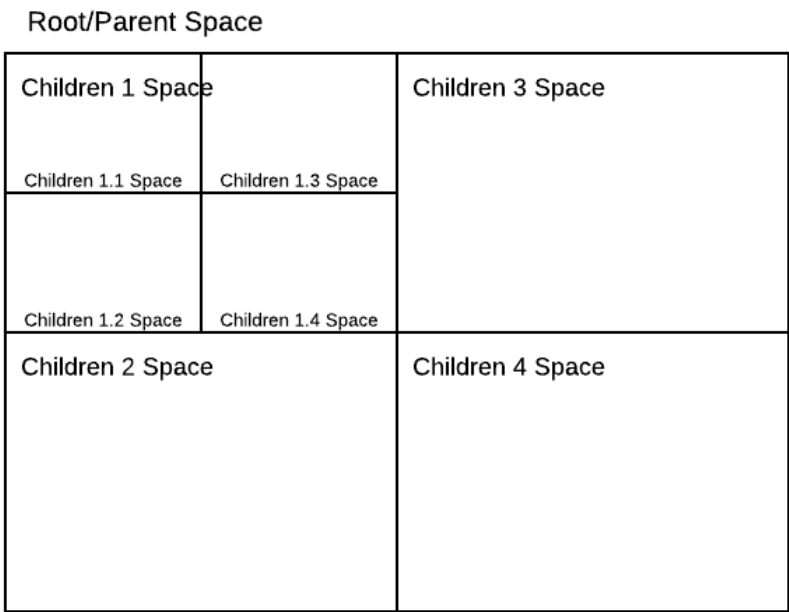 Root/Parent Space
Children 1 Space
Children 3 Space
Children 1.1 Space
Children 1.3 Space
Children 1.2 Space
Children 1.4 Space
Children 2 Space
Children 4 Space